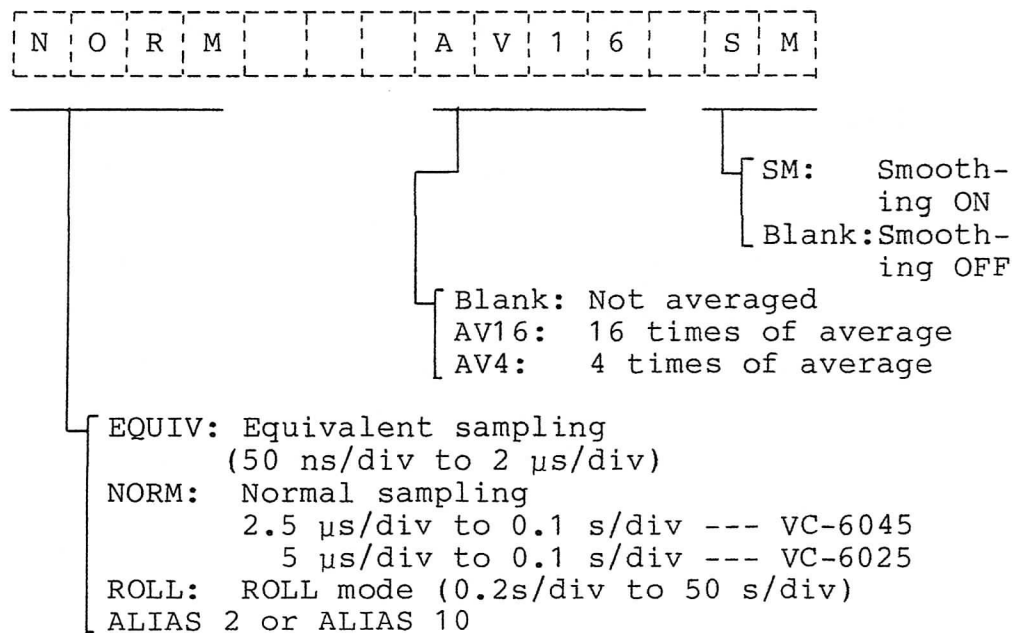 NORM AV16 SM
SM: Smooth-
ing ON
Blank:Smooth-
ing OFF
Blank: Not averaged
AV16: 16 times of average
AV4: 4 times of average
EQUIV: Equivalent sampling
(50 ns/div to 2 μs/div)
NORM: Normal sampling
2.5 μs/div to 0.1 s/div --- VC-6045
5 μs/div to 0.1 s/div --- VC-6025
ROLL: ROLL mode (0.2s/div to 50 s/div)
ALIAS 2 or ALIAS 10